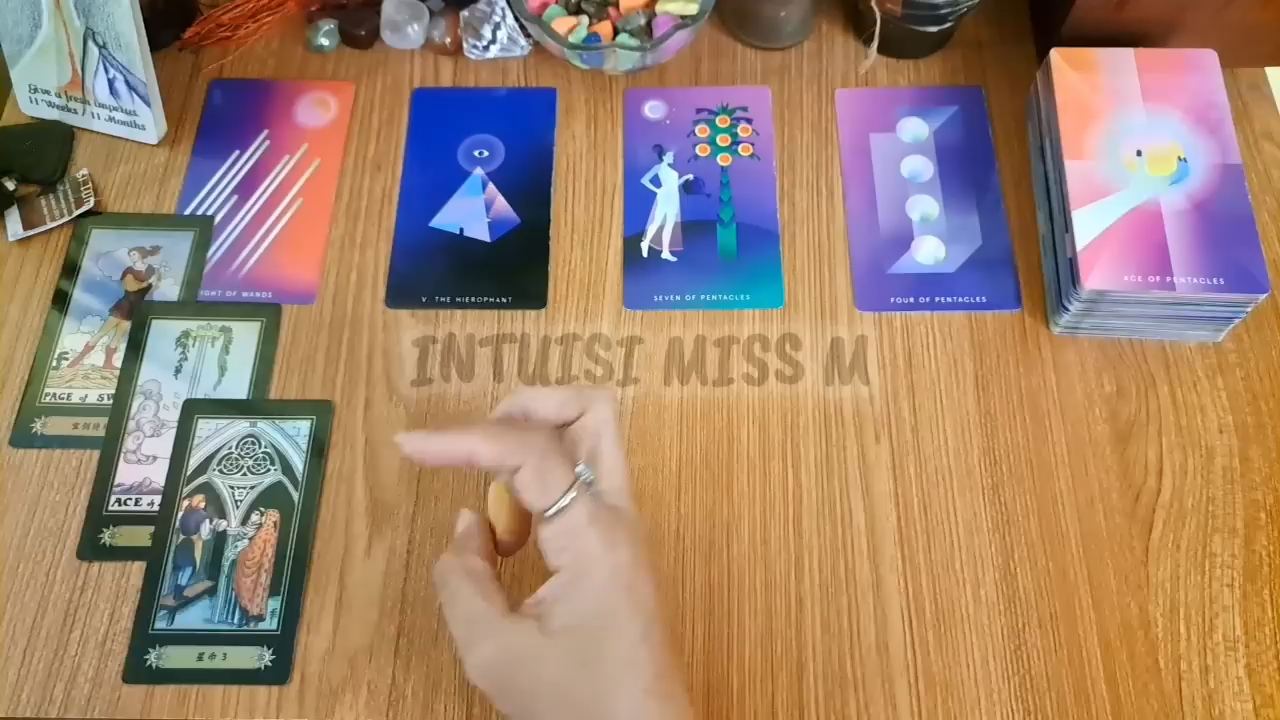 Give a fresh impetus
11 Weeks / 11 Months
IGHT OF WANDS
V. THE HIEROPHANT
SEVEN OF PENTACLES
FOUR OF PENTACLES
ACE OF PENTACLES
INTUISI MISS M
PAGE of SW
ACE of
星币 3